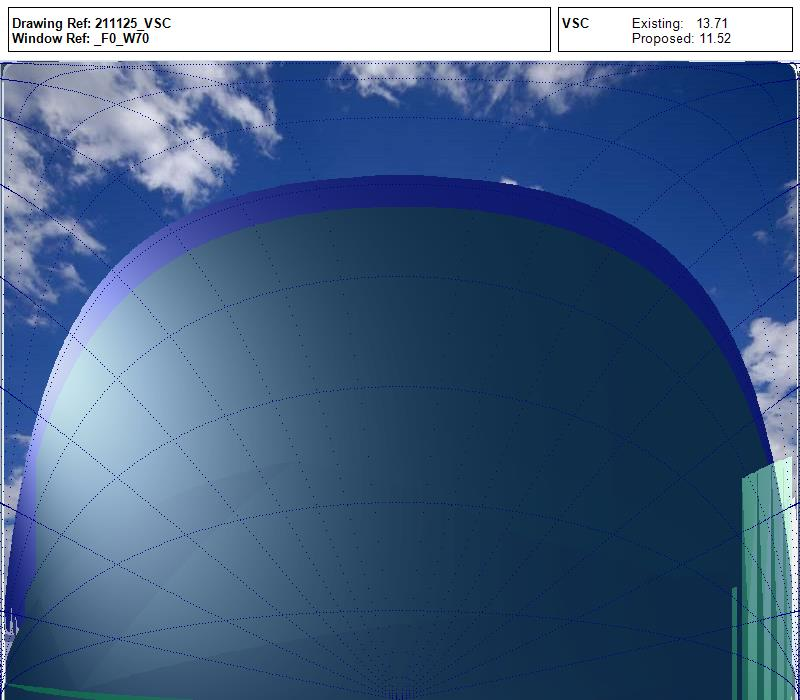 Drawing Ref: 211125_VSC
Window Ref: _F0_W70
VSC Existing: 13.71
Proposed: 11.52